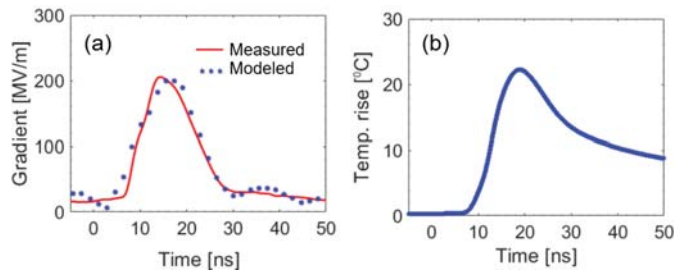 (a)
Measured
Modeled
Gradient [MV/m]
300
200
100
0
0 10 20 30 40 50
Time [ns]
(b)
Temp. rise [⁰C]
30
20
10
0
0 10 20 30 40 50
Time [ns]